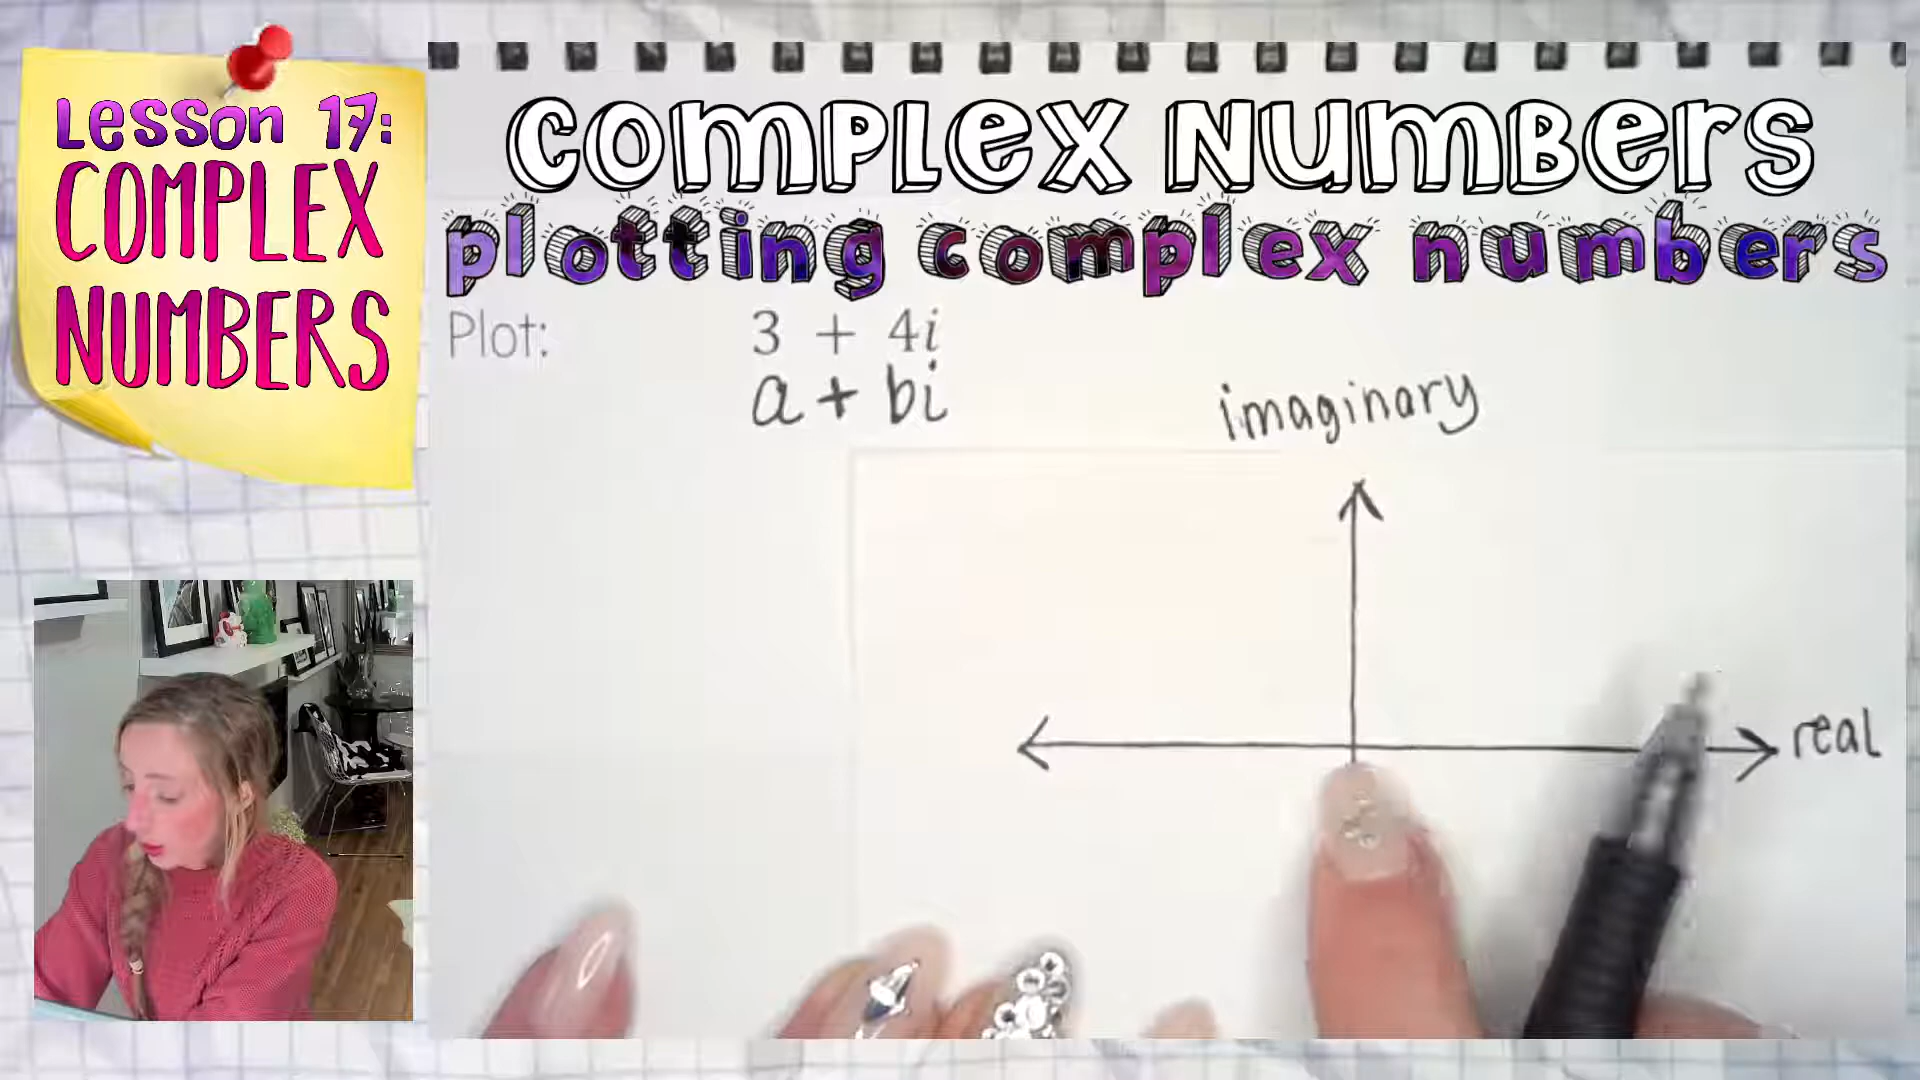 Lesson 17:
COMPLEX
NUMBERS
COMPLEX NUMBERS
plotting complex numbers
Plot: 3 + 4i
a + bi
imaginary
real